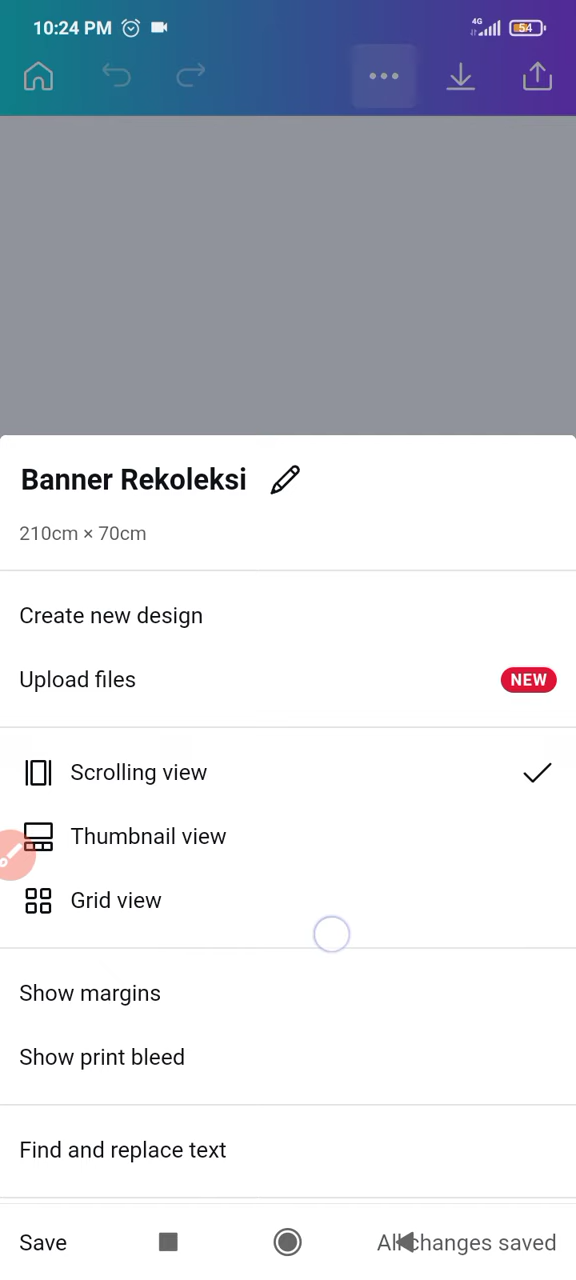 10:24 PM
4G
54
Banner Rekoleksi
210cm × 70cm
Create new design
Upload files
NEW
Scrolling view
Thumbnail view
Grid view
Show margins
Show print bleed
Find and replace text
Save
All changes saved